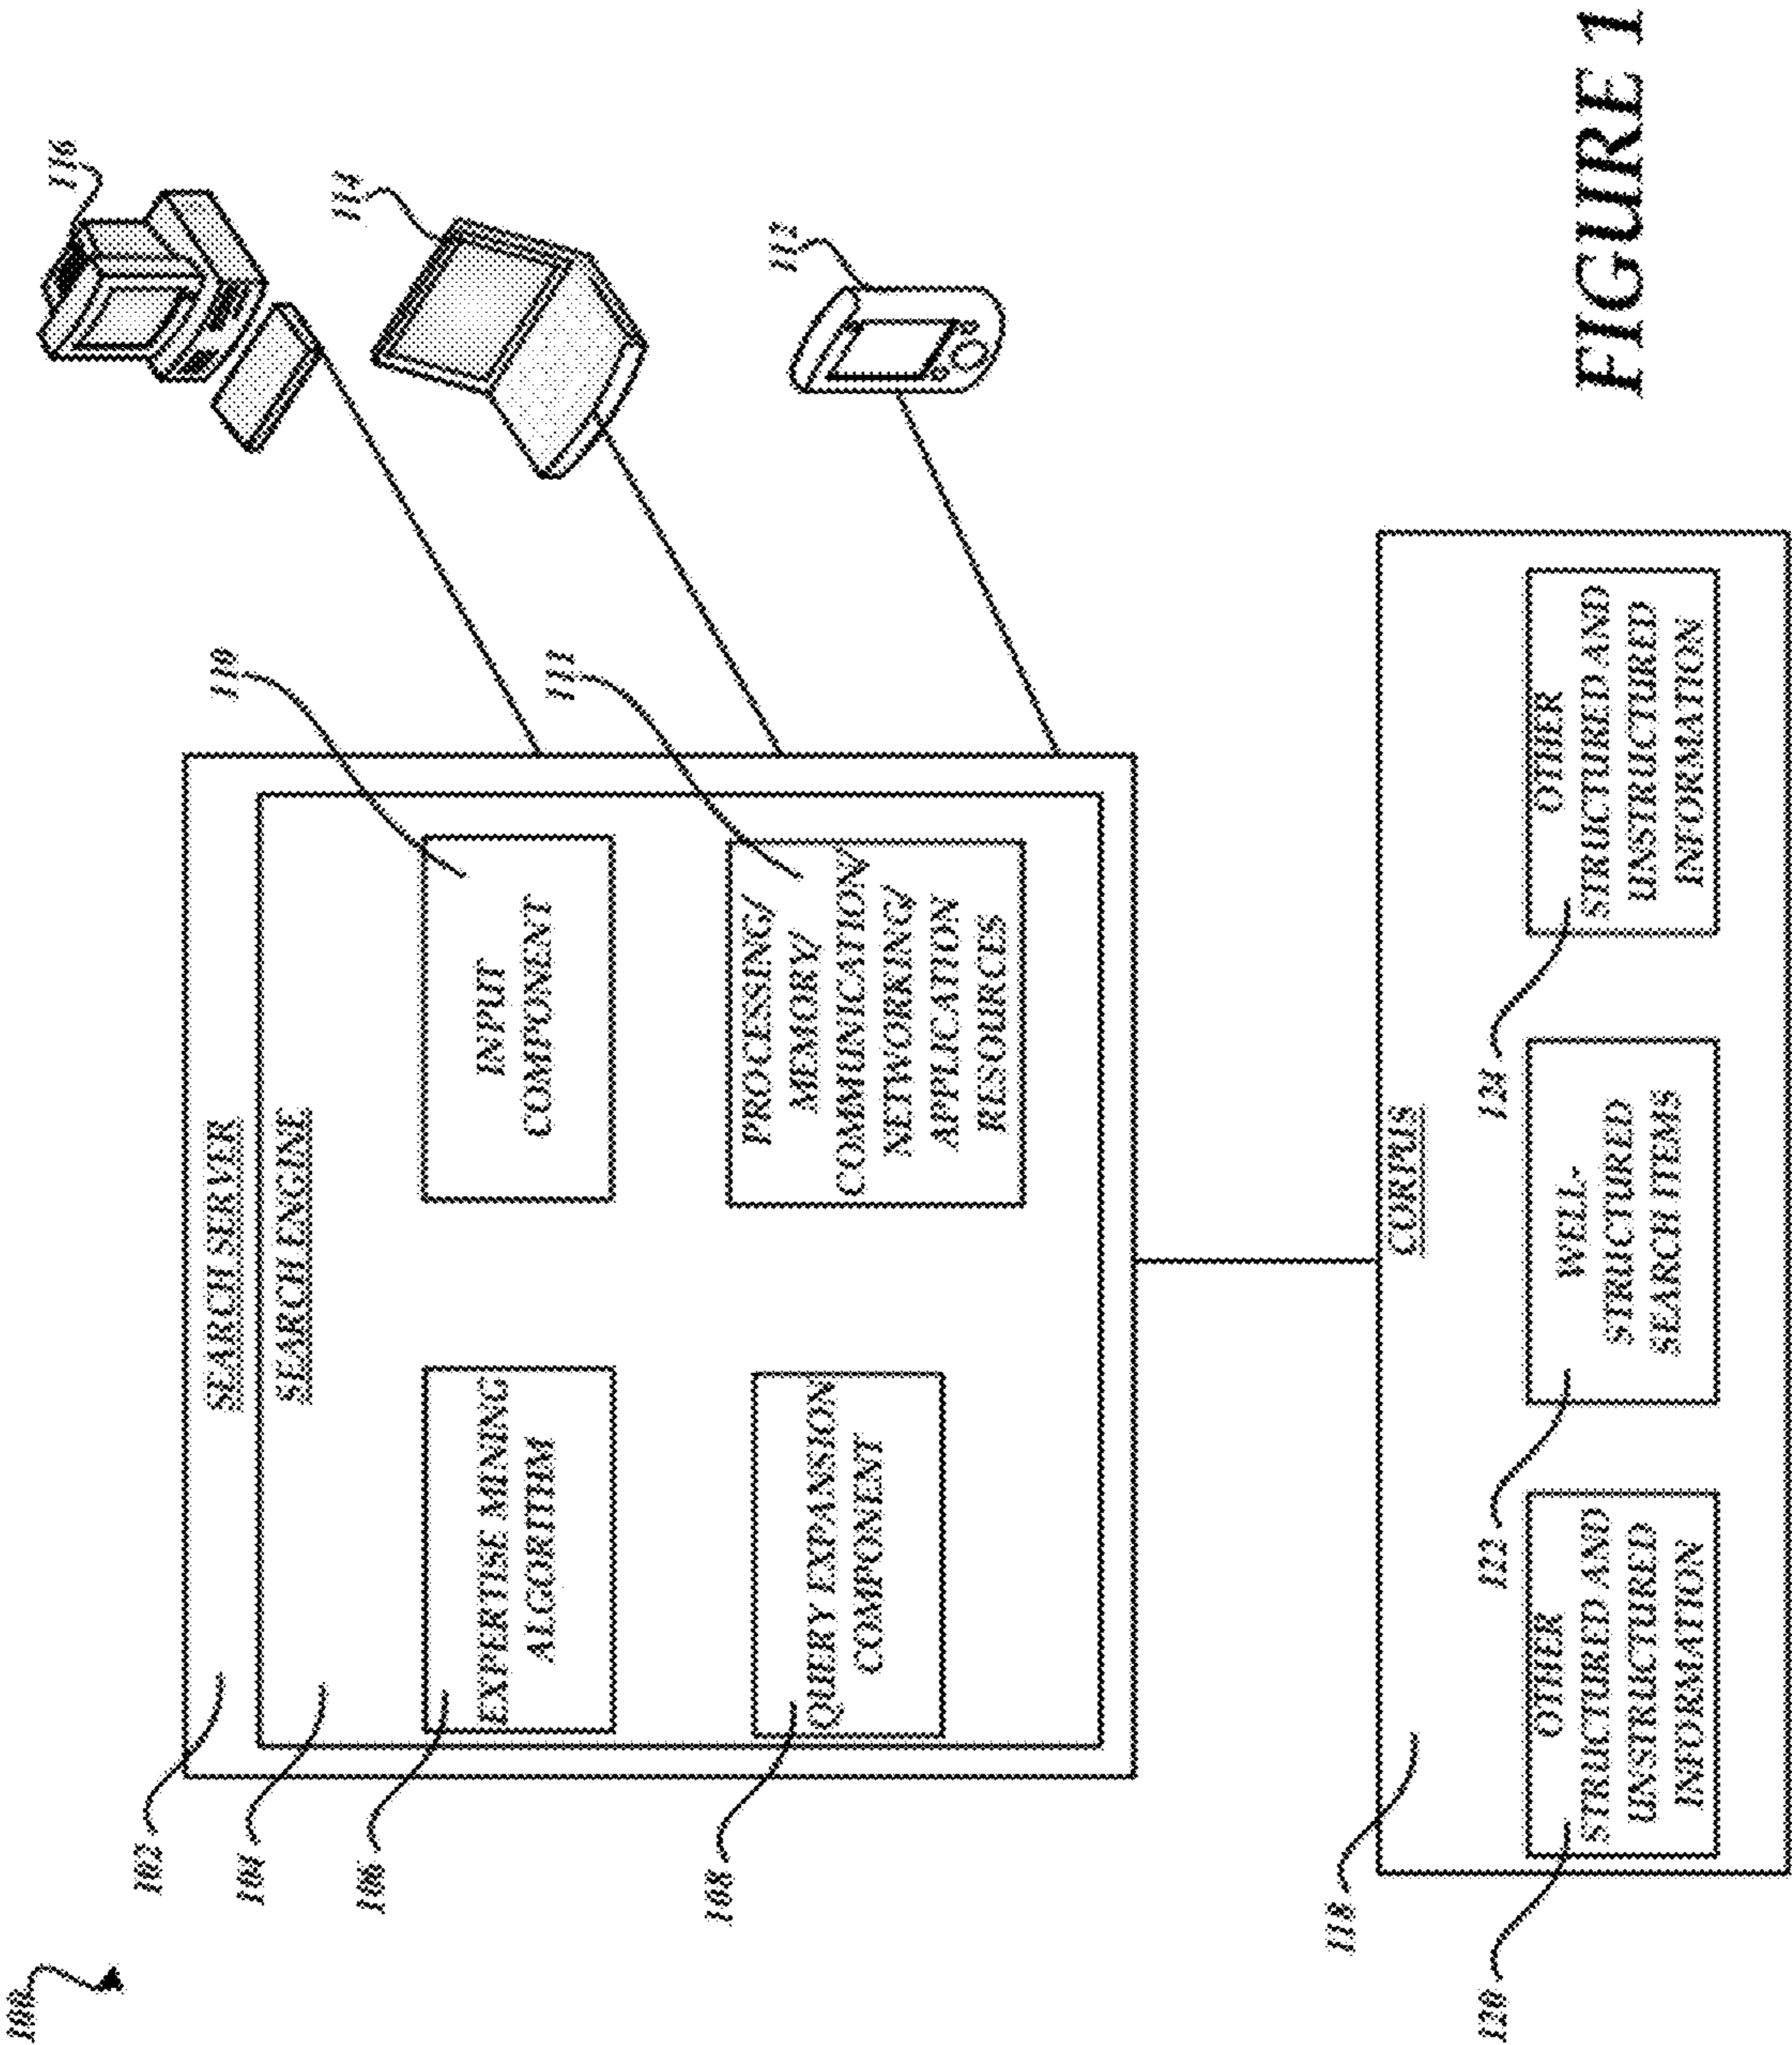 100
102
SEARCH SERVER
104
SEARCH ENGINE
106
EXPERTISE MINING
ALGORITHM
110
INPUT
COMPONENT
108
QUERY EXPANSION
COMPONENT
111
PROCESSING/
MEMORY/
COMMUNICATION/
NETWORKING/
APPLICATION
RESOURCES
116
114
112
118
CORPUS
120
OTHER
STRUCTURED AND
UNSTRUCTURED
INFORMATION
122
WELL-
STRUCTURED
SEARCH ITEMS
124
OTHER
STRUCTURED AND
UNSTRUCTURED
INFORMATION
FIGURE 1